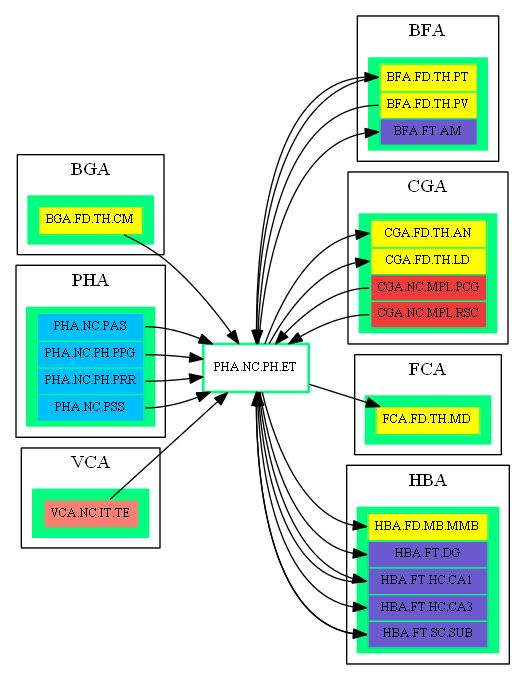 BGA
BGA.FD.TH.CM
PHA
PHA.NC.PAS
PHA.NC.PH.PPG
PHA.NC.PH.PRR
PHA.NC.PSS
VCA
VCA.NC.IT.TE
PHA.NC.PH.ET
BFA
BFA.FD.TH.PT
BFA.FD.TH.PV
BFA.FT.AM
CGA
CGA.FD.TH.AN
CGA.FD.TH.LD
CGA.NC.MPL.PCG
CGA.NC.MPL.RSC
FCA
FCA.FD.TH.MD
HBA
HBA.FD.MB.MMB
HBA.FT.DG
HBA.FT.HC.CA1
HBA.FT.HC.CA3
HBA.FT.SC.SUB